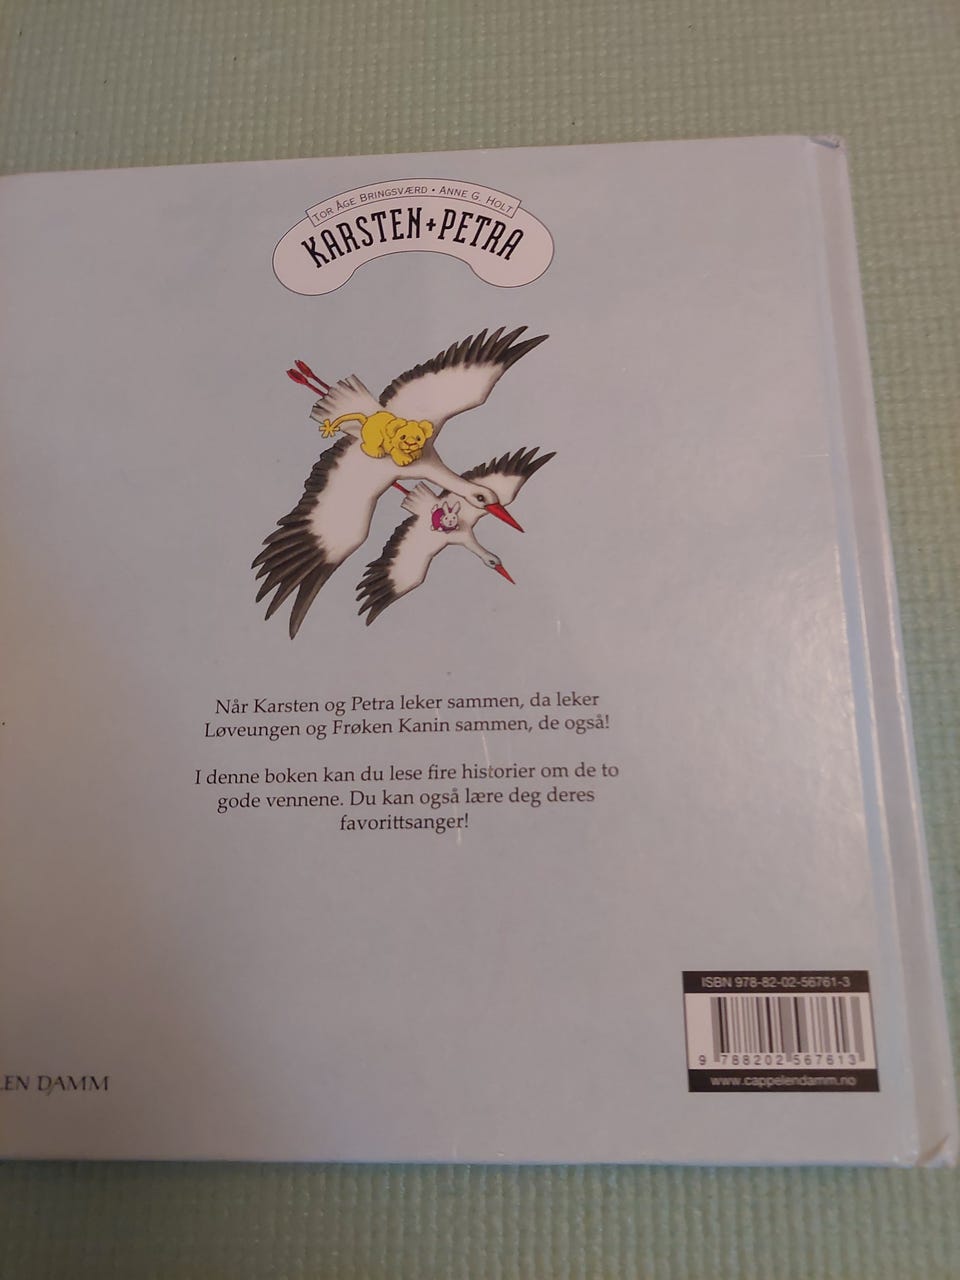 TOR ÅGE BRINGSVÆRD • ANNE G. HOLT
KARSTEN+PETRA
Når Karsten og Petra leker sammen, da leker
Løveungen og Frøken Kanin sammen, de også!
I denne boken kan du lese fire historier om de to
gode vennene. Du kan også lære deg deres
favorittsanger!
ISBN 978-82-02-56761-3
9 788202 567613
www.cappelendamm.no
LEN DAMM